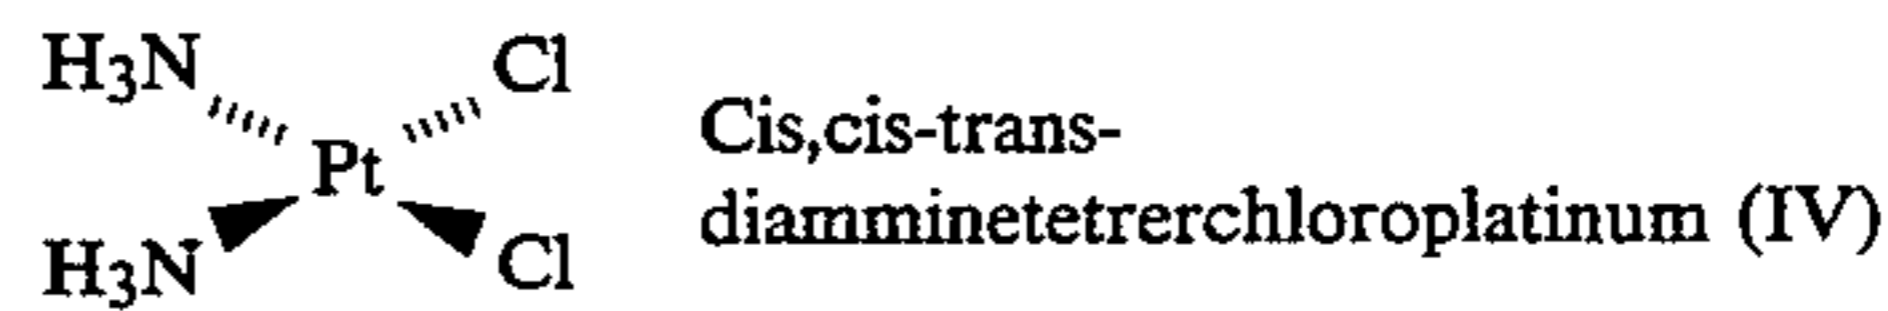 H3N Cl
Pt
H3N Cl
Cis,cis-trans-
diamminetetrerchloroplatinum (IV)